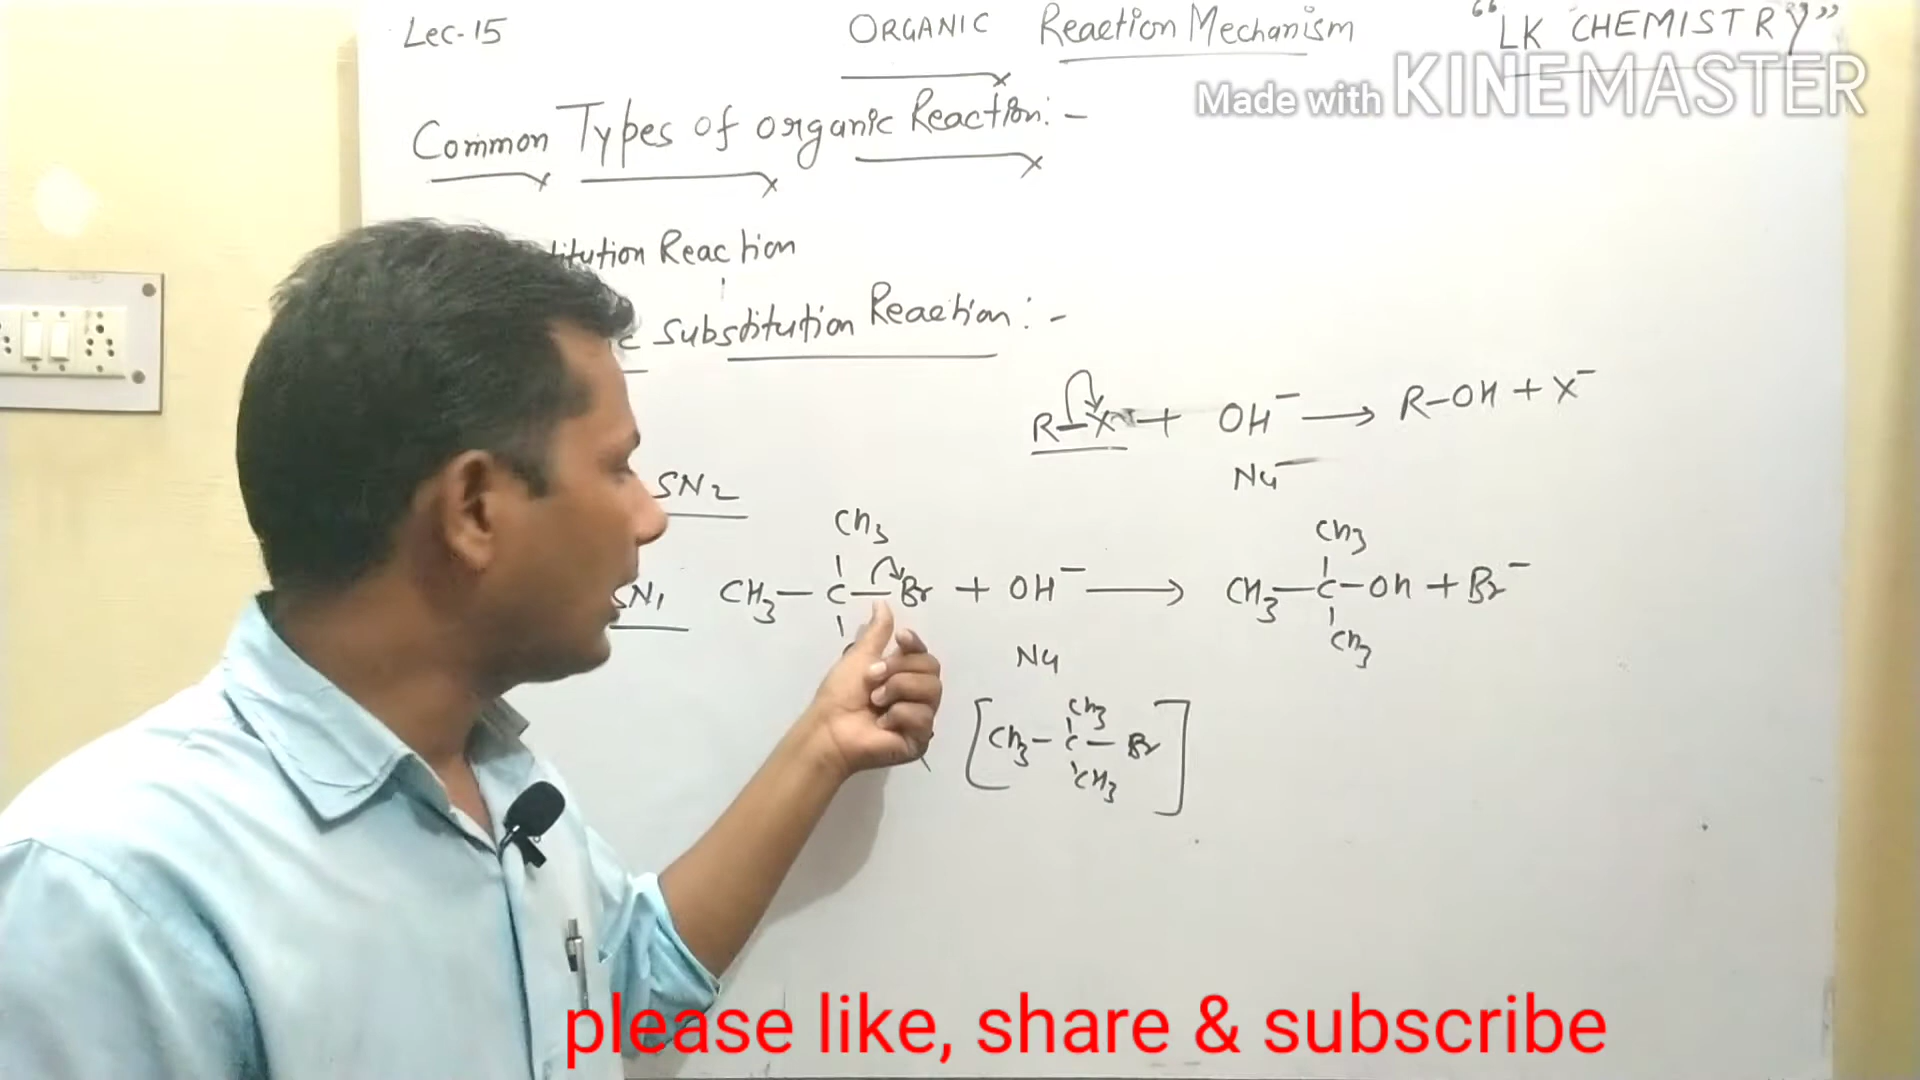 Lec-15 ORGANIC Reaction Mechanism "LK CHEMISTRY"
Made with KINEMASTER
Common Types of organic Reaction:-
titution Reaction
c substitution Reaction:-
R-X + OH⁻ → R-OH + X⁻
Nu⁻
SN2
CH3 CH3
SN1 CH3-C-Br + OH⁻ → CH3-C-OH + Br⁻
CH3
Nu
CH3
[CH3-C-Br]
CH3
please like, share & subscribe